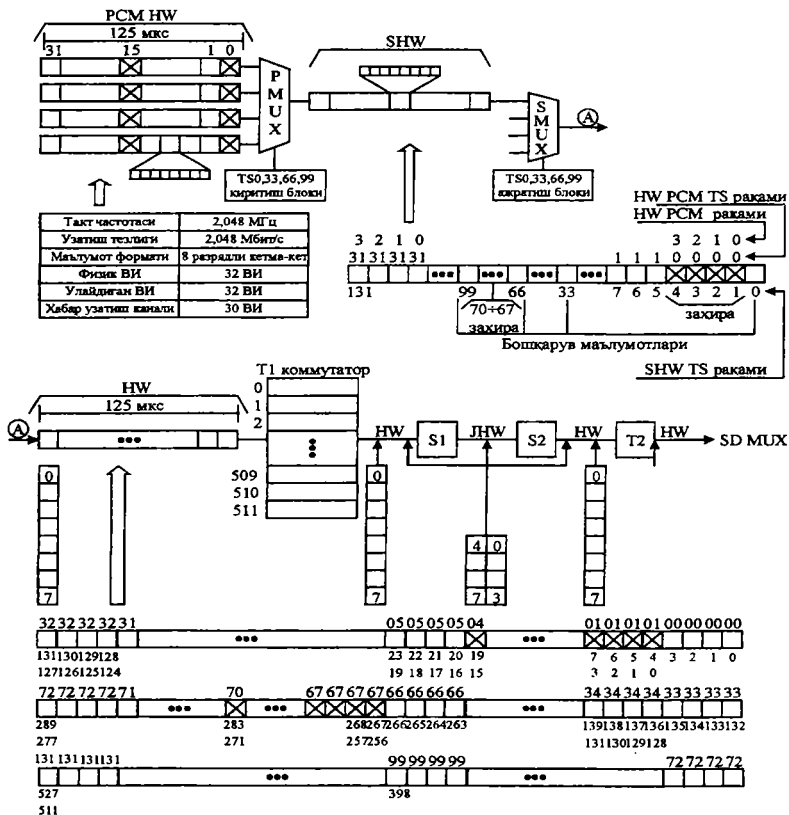 PCM HW
125 мкс
31 15 1 0
PMUX
SHW
SMUX
A
TS0,33,66,99
киритиш блоки
TS0,33,66,99
ажратиш блоки
Такт частотаси 2,048 МГц
Узатиш тезлиги 2,048 Мбит/с
Маълумот формати 8 разрядли кетма-кет
Физик ВИ 32 ВИ
Улайдиган ВИ 32 ВИ
Хабар узатиш канали 30 ВИ
HW PCM TS рақами
HW PCM рақами
3 2 1 0 3 2 1 0
31 31 31 31 1 1 1 0 0 0 0
131 99 66 33 7 6 5 4 3 2 1 0
70÷67
захира
захира
Бошқарув маълумотлари
SHW TS рақами
HW
125 мкс
A
T1 коммутатор
0
1
2
509
510
511
HW S1 JHW S2 HW T2 HW SD MUX
0 0 4 0 0
7 7 7 3 7
32 32 32 32 31 05 05 05 05 04 01 01 01 01 00 00 00 00
131 130 129 128 23 22 21 20 19 7 6 5 4 3 2 1 0
127 126 125 124 19 18 17 16 15 3 2 1 0
72 72 72 72 71 70 67 67 67 67 66 66 66 66 34 34 34 34 33 33 33 33
289 283 268 267 266 265 264 263 139 138 137 136 135 134 133 132
277 271 257 256 131 130 129 128
131 131 131 131 99 99 99 99 72 72 72 72
527 398
511